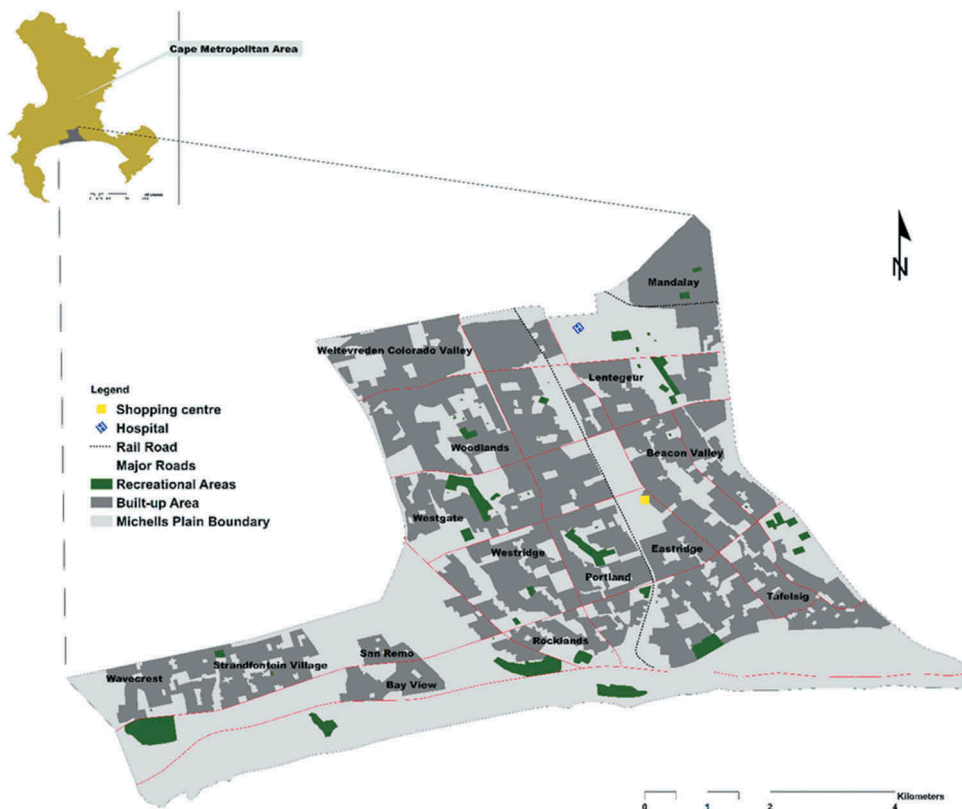 Cape Metropolitan Area
N
Mandalay
H
Weltevreden Colorado Valley
Lentegeur
Legend
Shopping centre
Hospital
Rail Road
Major Roads
Recreational Areas
Built-up Area
Michells Plain Boundary
Woodlands
Beacon Valley
Westgate
Westridge
Eastridge
Portland
Tafelsig
Rocklands
San Remo
Strandfontein Village
Wavecrest
Bay View
Kilometers
0 1 2 4